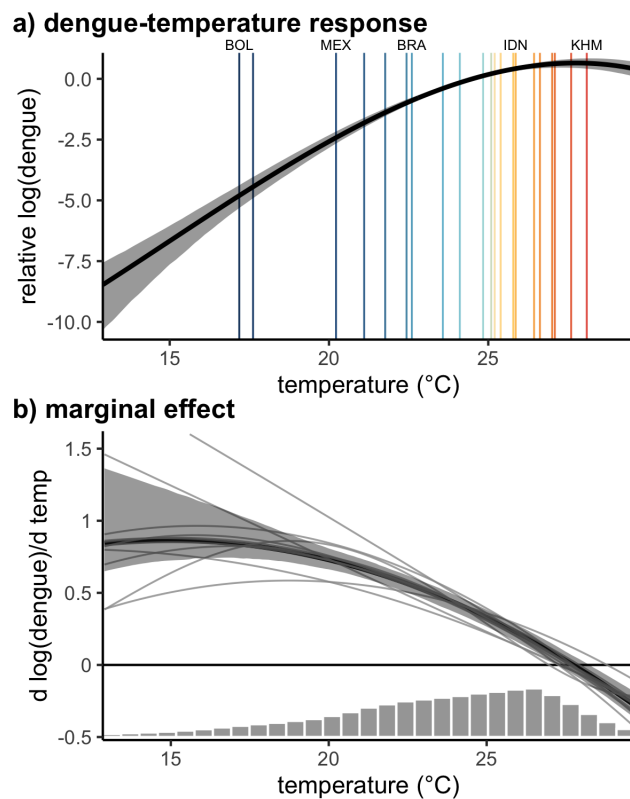 a) dengue-temperature response
BOL MEX BRA IDN KHM
relative log(dengue)
0.0
-2.5
-5.0
-7.5
-10.0
15 20 25
temperature (°C)
b) marginal effect
d log(dengue)/d temp
1.5
1
0.5
0
-0.5
15 20 25
temperature (°C)